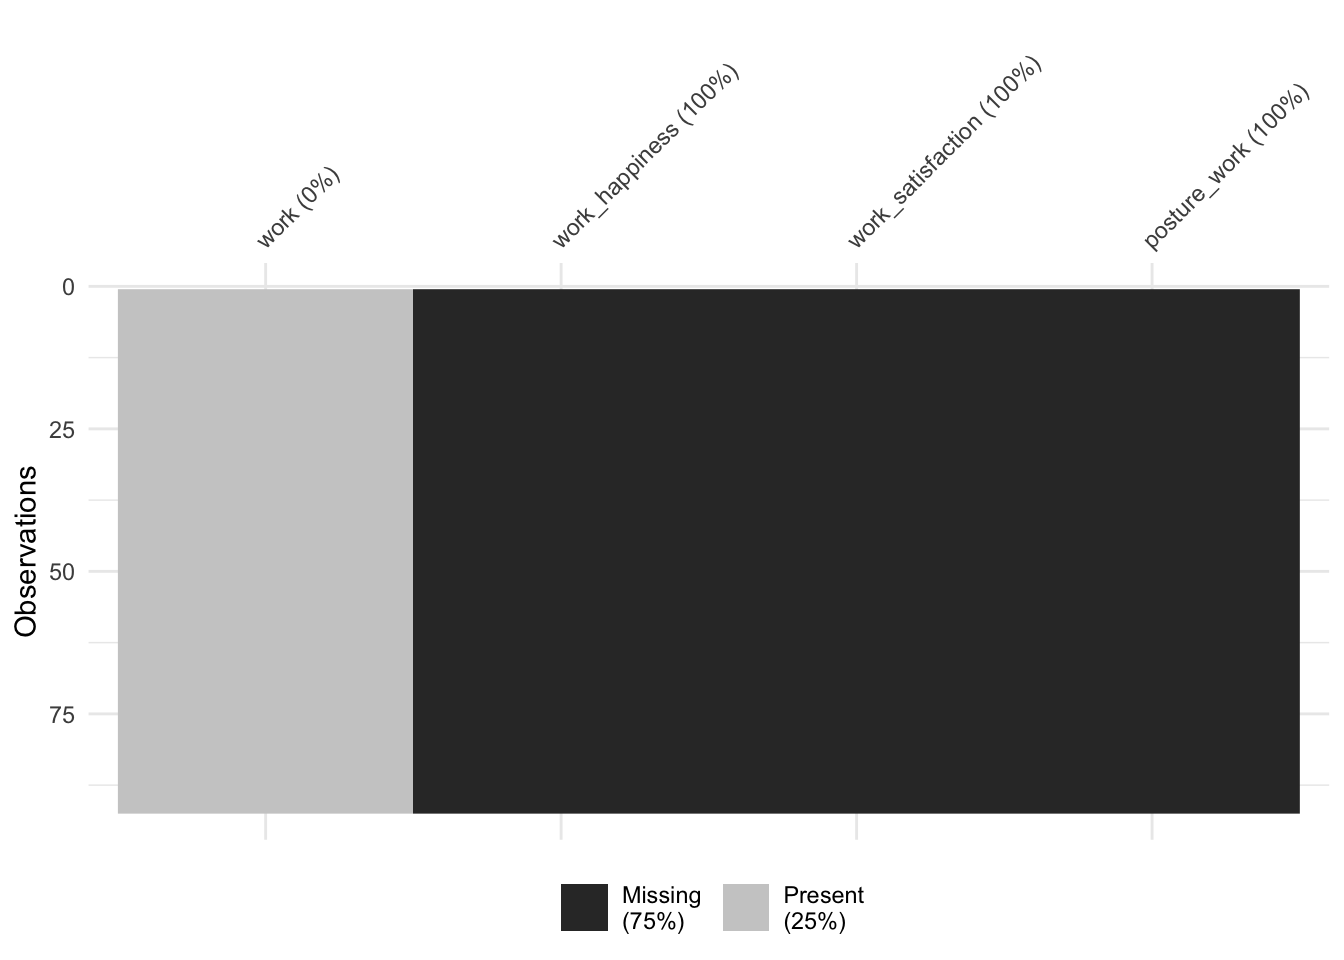 work (0%)
work_happiness (100%)
work_satisfaction (100%)
posture_work (100%)
0
25
50
75
Observations
Missing
(75%)
Present
(25%)